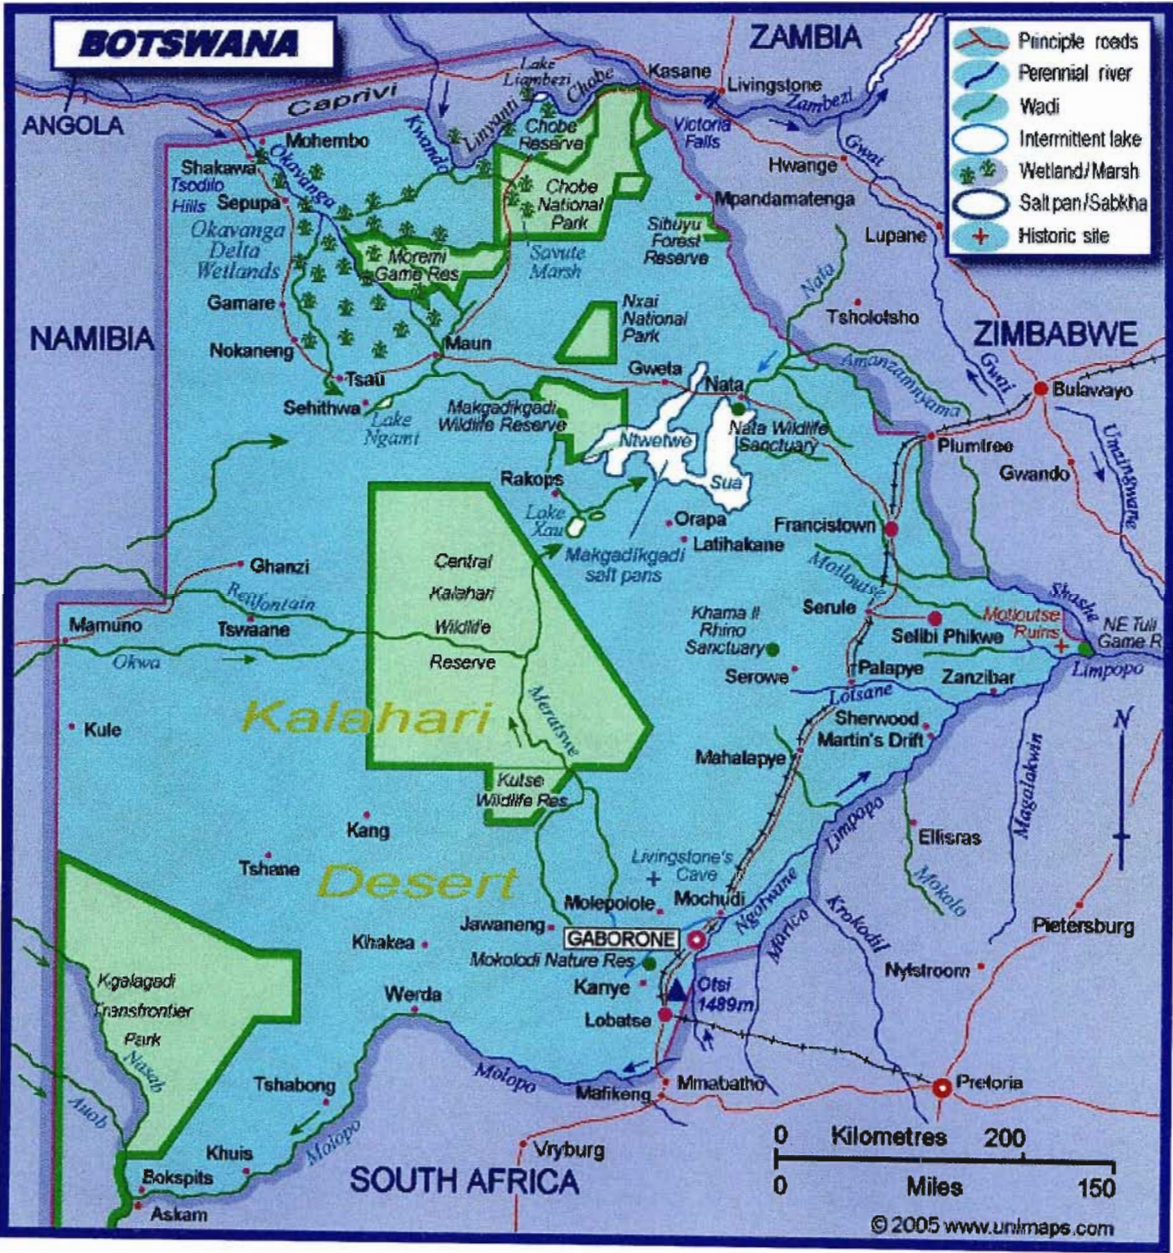 BOTSWANA
ZAMBIA
Principle roads
Perennial river
Wadi
Intermittent lake
Wetland/Marsh
Salt pan/Sabkha
Historic site
Lake
Liambezi
Chobe
Kasane
Livingstone
Zambezi
Caprivi
ANGOLA
Kwando
Linyanti
Chobe
Reserve
Victoria
Falls
Gwai
Mohembo
Shakawa
Okavanga
Tsodilo
Hills
Sepupa
Hwange
Chobe
National
Park
Mpandamatenga
Okavanga
Delta
Wetlands
Sibuyu
Forest
Reserve
Lupane
Moremi
Game Res
Savute
Marsh
Nata
Gamare
Nxai
National
Park
Tsholotsho
NAMIBIA
ZIMBABWE
Nokaneng
Maun
Amanzamnyama
Gwai
Tsau
Gweta
Nata
Bulawayo
Sehithwa
Lake
Ngami
Makgadikgadi
Wildlife Reserve
Ntwetwe
Nata Wildlife
Sanctuary
Plumtree
Umzingwane
Gwando
Rakops
Sua
Lake
Xau
Orapa
Latihakane
Francistown
Makgadikgadi
salt pans
Central
Kalahari
Wildlife
Reserve
Ghanzi
Motloutse
Shashe
Tswaane
Mamuno
Okwa
Khama II
Rhino
Sanctuary
Serule
Selibi Phikwe
Motloutse
Ruins
NE Tuli
Game R
Limpopo
Serowe
Palapye
Zanzibar
Lotsane
Meratswe
Kalahari
Kule
Sherwood
Martin's Drift
Mahalapye
N
Magalakwin
Kutse
Wildlife Res
Kang
Limpopo
Ellisras
Tshane
Desert
Livingstone's
Cave
Mokolo
Molepolole
Mochudi
Ngotwane
Jawaneng
GABORONE
Marico
Krokodil
Pietersburg
Khakea
Mokolodi Nature Res
Nylstroom
Kgalagadi
Transfrontier
Park
Kanye
Otsi
1489m
Werda
Lobatse
Nasab
Auob
Tshabong
Molopo
Mafikeng
Mmabatho
Pretoria
Molopo
Khuis
Vryburg
0 Kilometres 200
Bokspits
SOUTH AFRICA
0 Miles 150
Askam
© 2005 www.unimaps.com